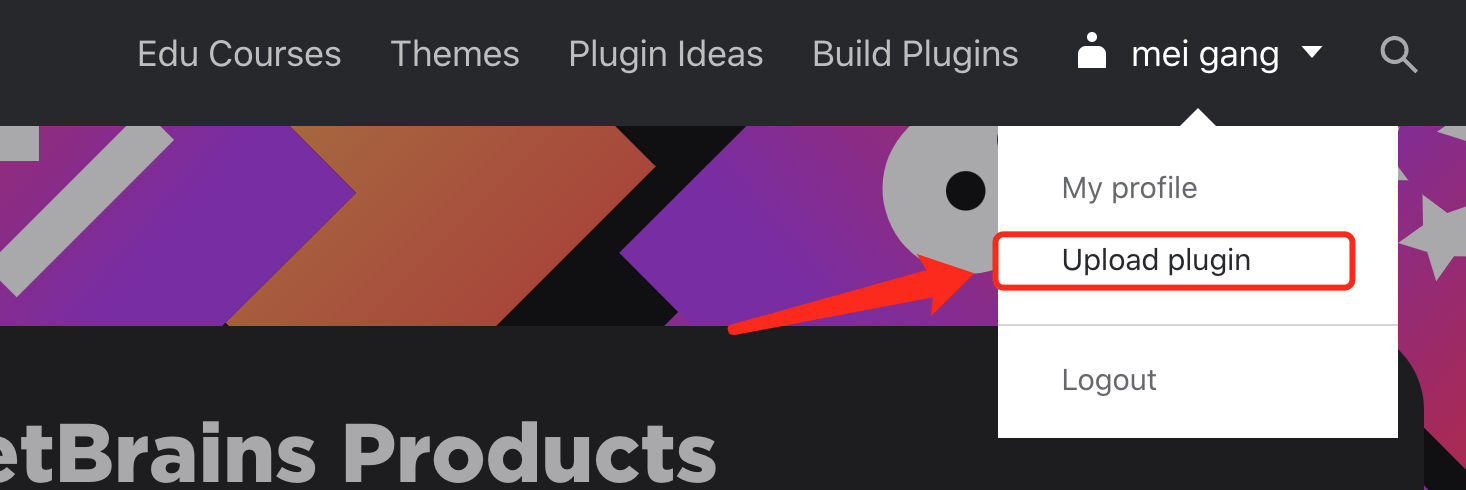 Edu Courses Themes Plugin Ideas Build Plugins mei gang
My profile
Upload plugin
Logout
etBrains Products